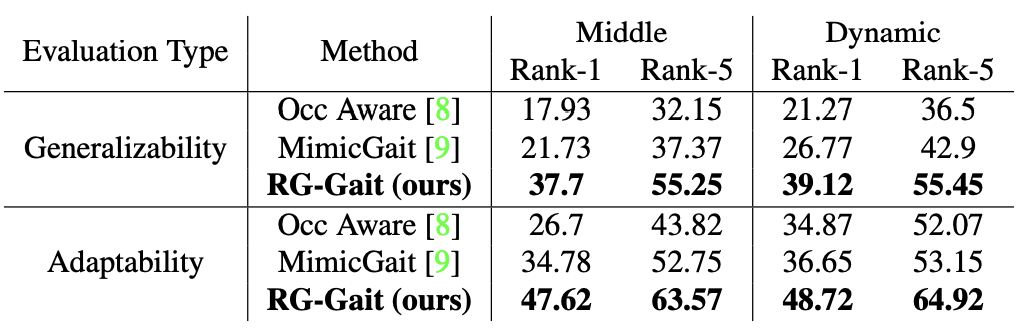 Evaluation Type Method Middle Dynamic
Rank-1 Rank-5 Rank-1 Rank-5
Occ Aware [8] 17.93 32.15 21.27 36.5
Generalizability MimicGait [9] 21.73 37.37 26.77 42.9
RG-Gait (ours) 37.7 55.25 39.12 55.45
Occ Aware [8] 26.7 43.82 34.87 52.07
Adaptability MimicGait [9] 34.78 52.75 36.65 53.15
RG-Gait (ours) 47.62 63.57 48.72 64.92